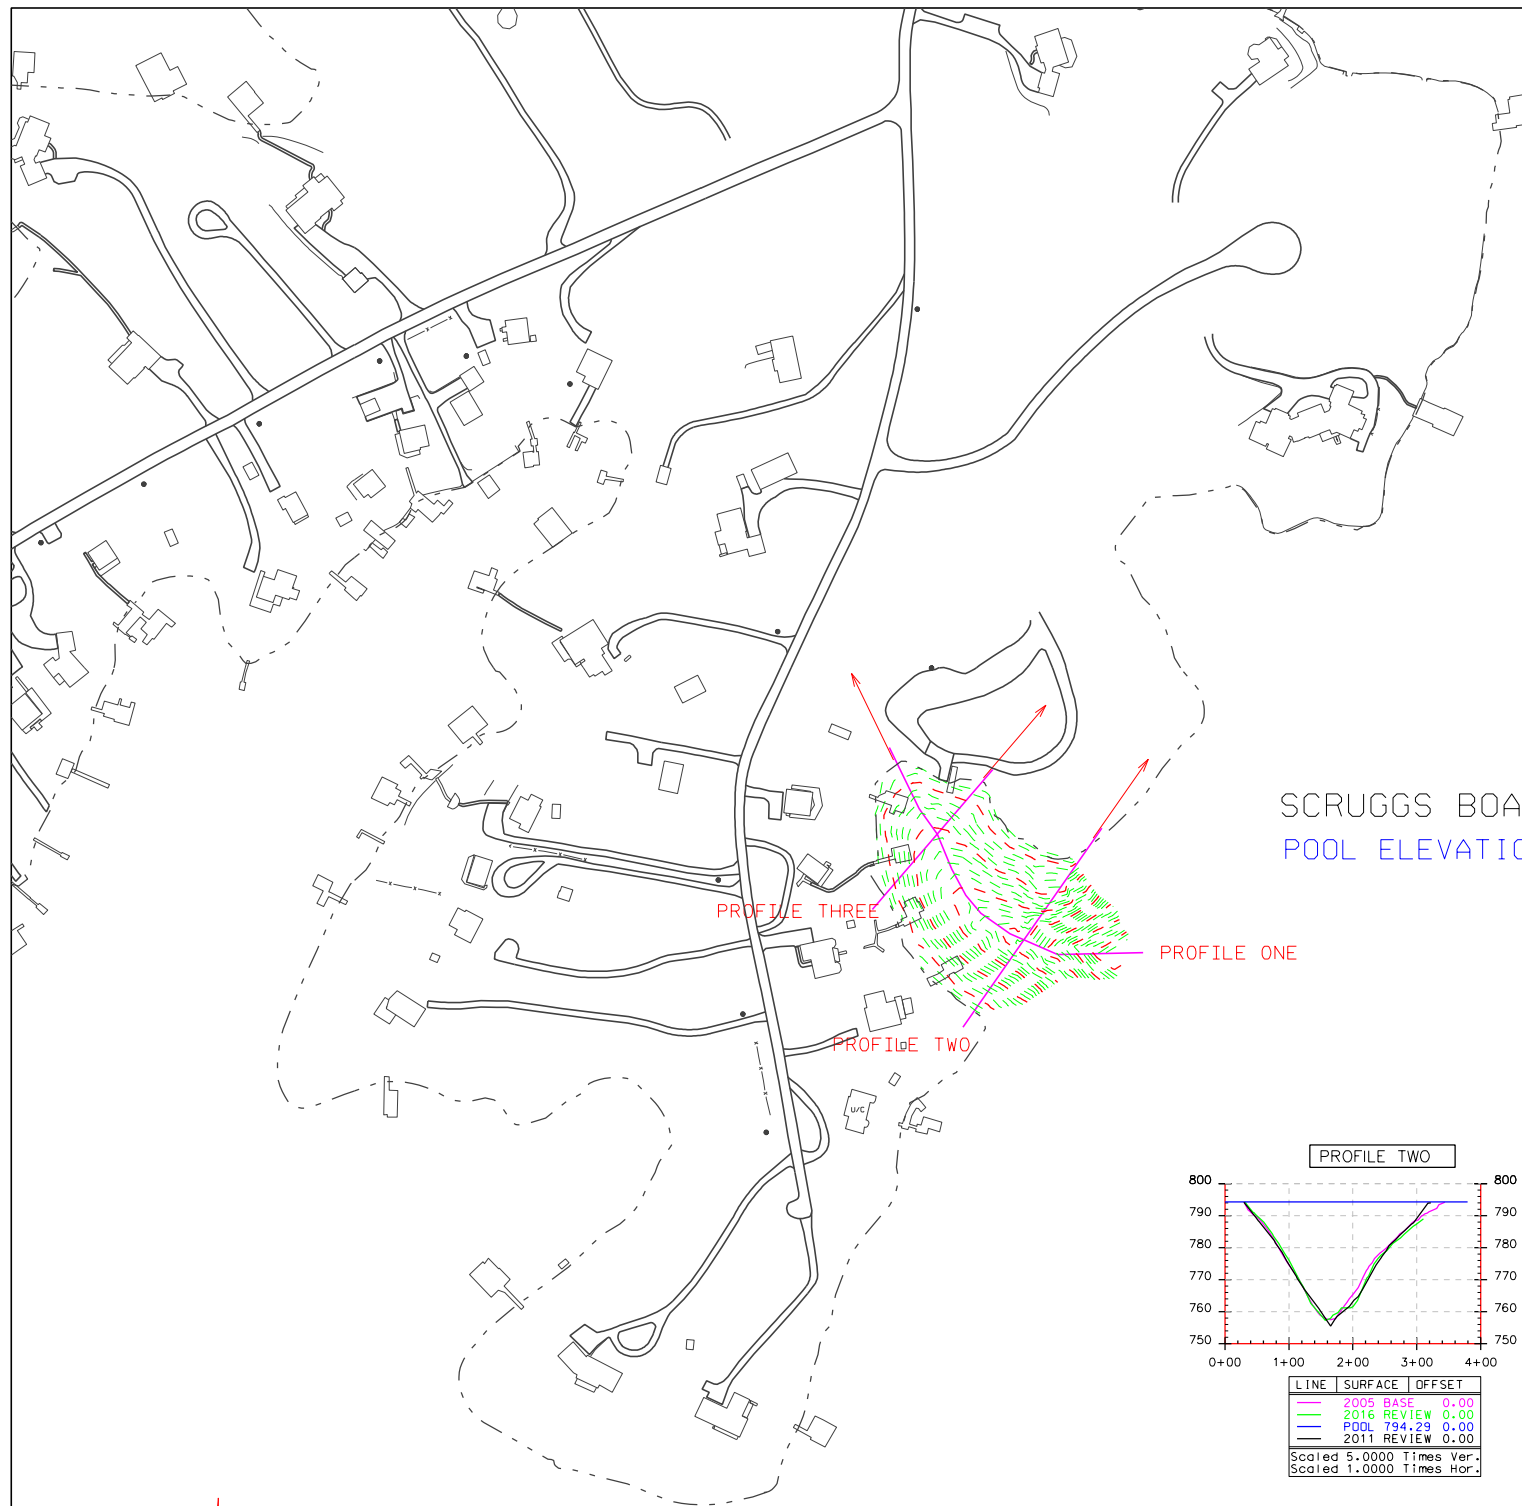 SCRUGGS BOA
POOL ELEVATIO
PROFILE THREE
PROFILE ONE
PROFILE TWO
U/C
PROFILE TWO
800 800
790 790
780 780
770 770
760 760
750 750
0+00 1+00 2+00 3+00 4+00
LINE SURFACE OFFSET
2005 BASE 0.00
2016 REVIEW 0.00
POOL 794.29 0.00
2011 REVIEW 0.00
Scaled 5.0000 Times Ver.
Scaled 1.0000 Times Hor.